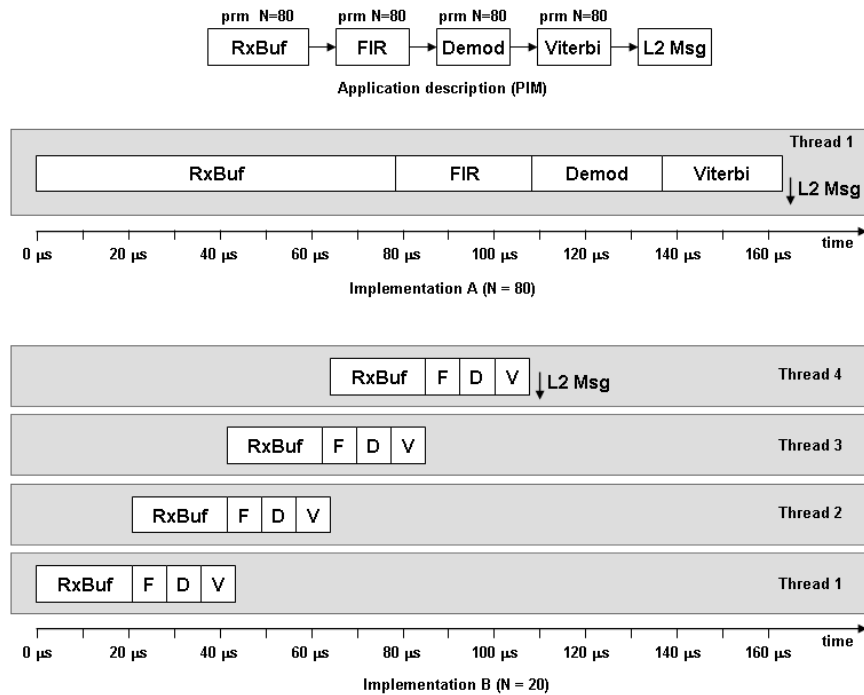 prm N=80 prm N=80 prm N=80 prm N=80
RxBuf FIR Demod Viterbi L2 Msg
Application description (PIM)
Thread 1
RxBuf FIR Demod Viterbi
L2 Msg
time
0 µs 20 µs 40 µs 60 µs 80 µs 100 µs 120 µs 140 µs 160 µs
Implementation A (N = 80)
RxBuf F D V L2 Msg Thread 4
RxBuf F D V Thread 3
RxBuf F D V Thread 2
RxBuf F D V Thread 1
time
0 µs 20 µs 40 µs 60 µs 80 µs 100 µs 120 µs 140 µs 160 µs
Implementation B (N = 20)